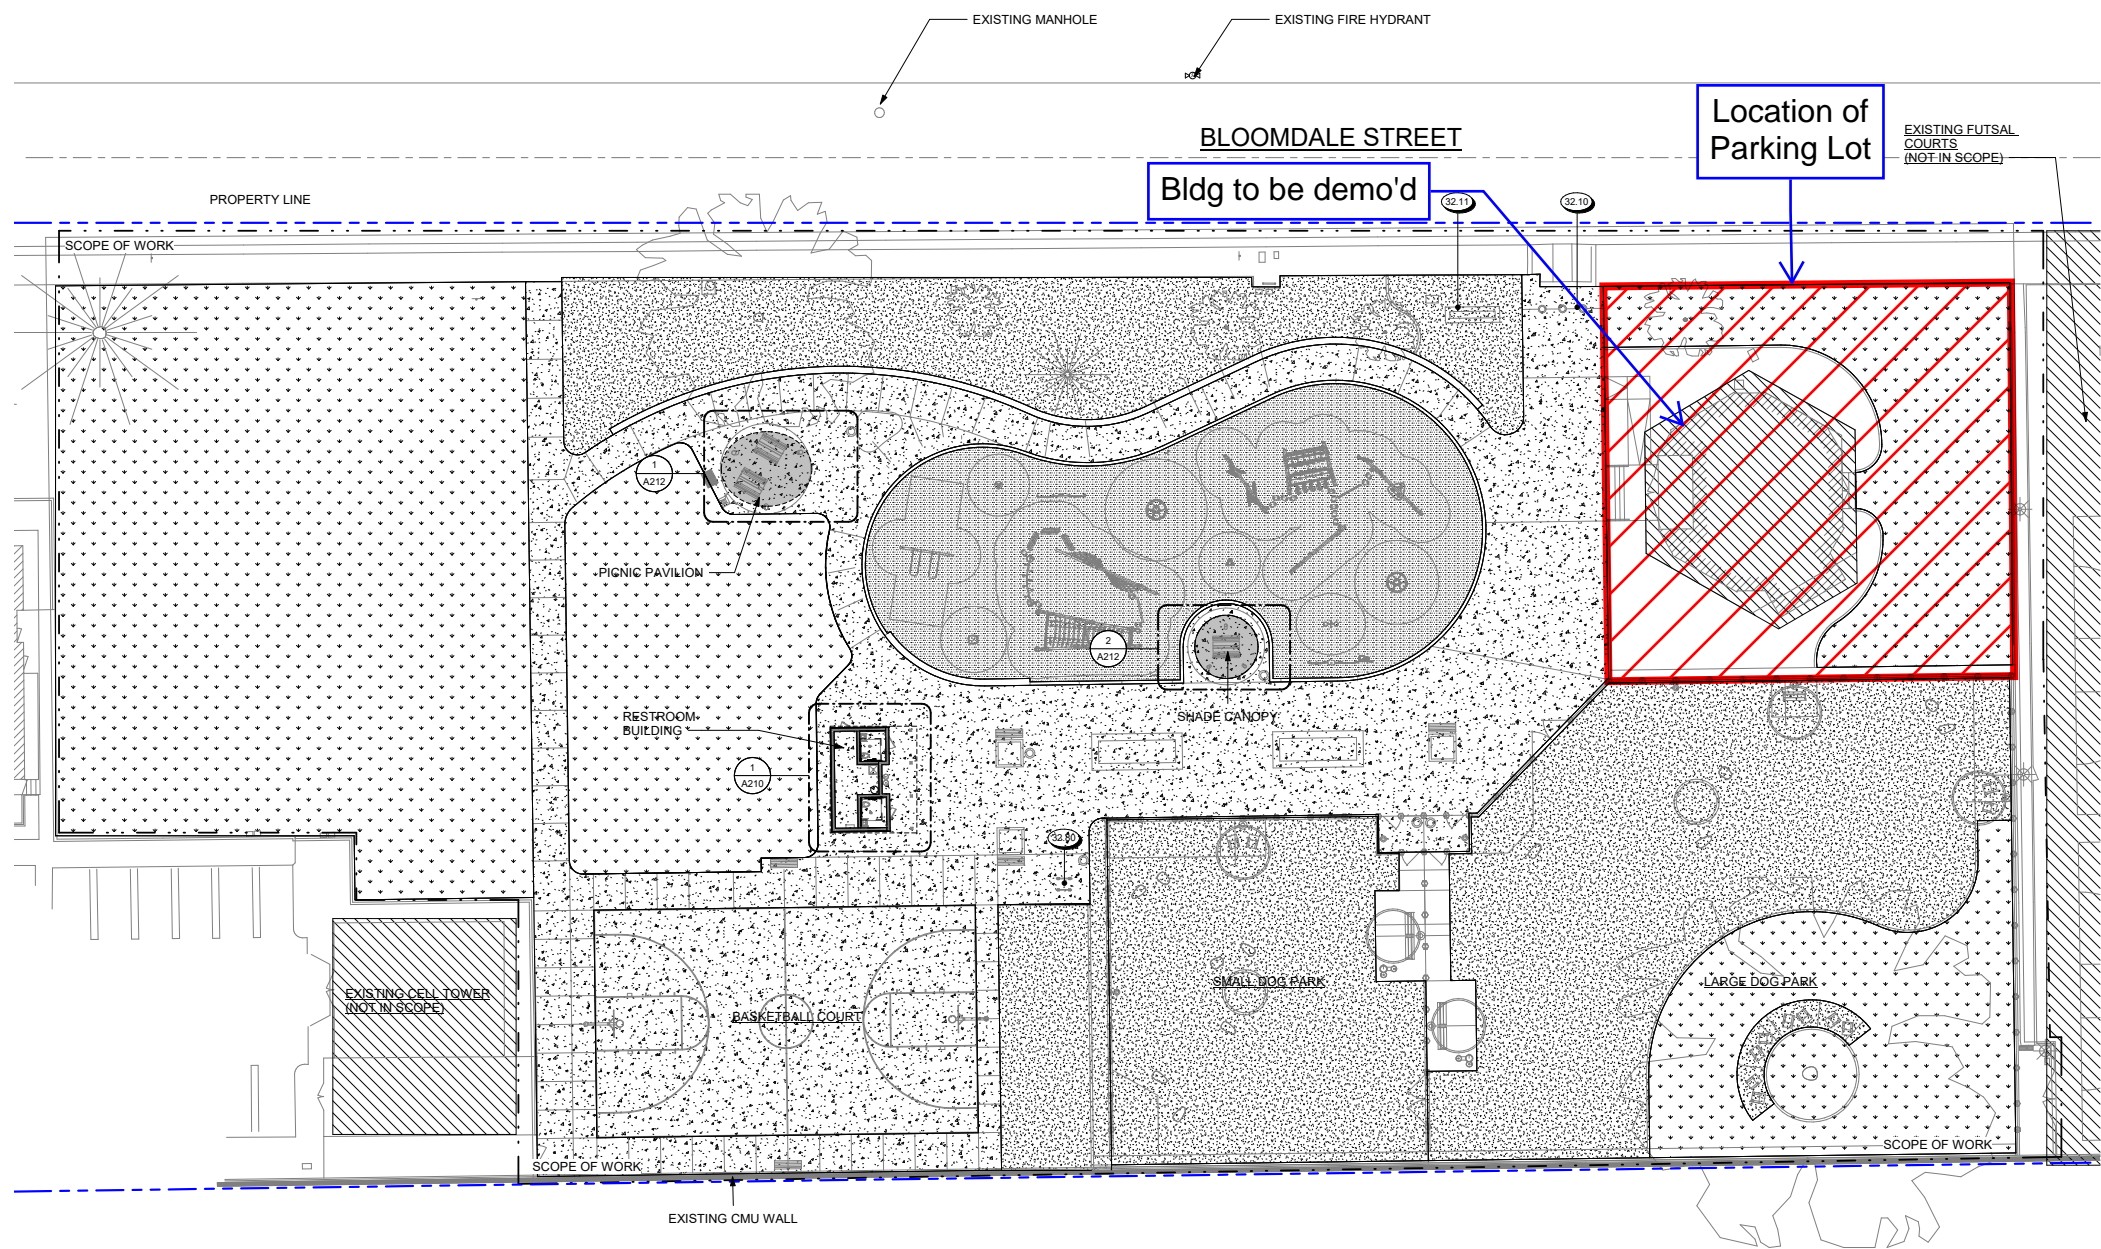 EXISTING MANHOLE
EXISTING FIRE HYDRANT
Location of
Parking Lot
EXISTING FUTSAL
COURTS
(NOT IN SCOPE)
BLOOMDALE STREET
Bldg to be demo'd
PROPERTY LINE
32.11
32.10
SCOPE OF WORK
1
A212
PICNIC PAVILION
2
A212
SHADE CANOPY
RESTROOM
BUILDING
1
A210
32.80
EXISTING CELL TOWER
(NOT IN SCOPE)
BASKETBALL COURT
SMALL DOG PARK
LARGE DOG PARK
SCOPE OF WORK
SCOPE OF WORK
EXISTING CMU WALL